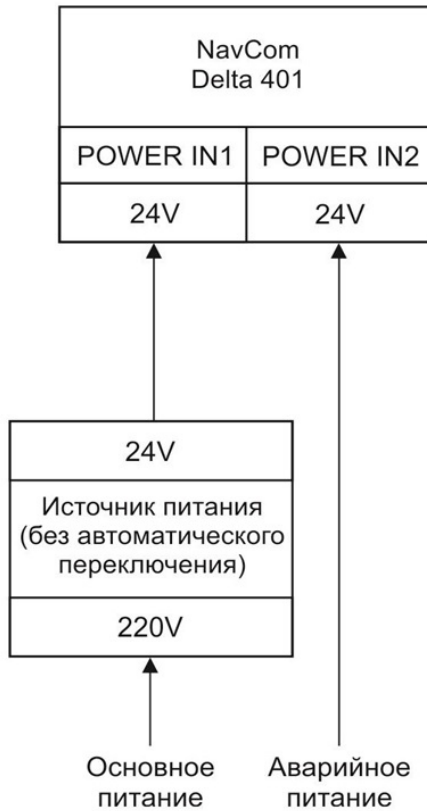 NavCom
Delta 401
POWER IN1
POWER IN2
24V
24V
24V
Источник питания
(без автоматического
переключения)
220V
Основное
питание
Аварийное
питание